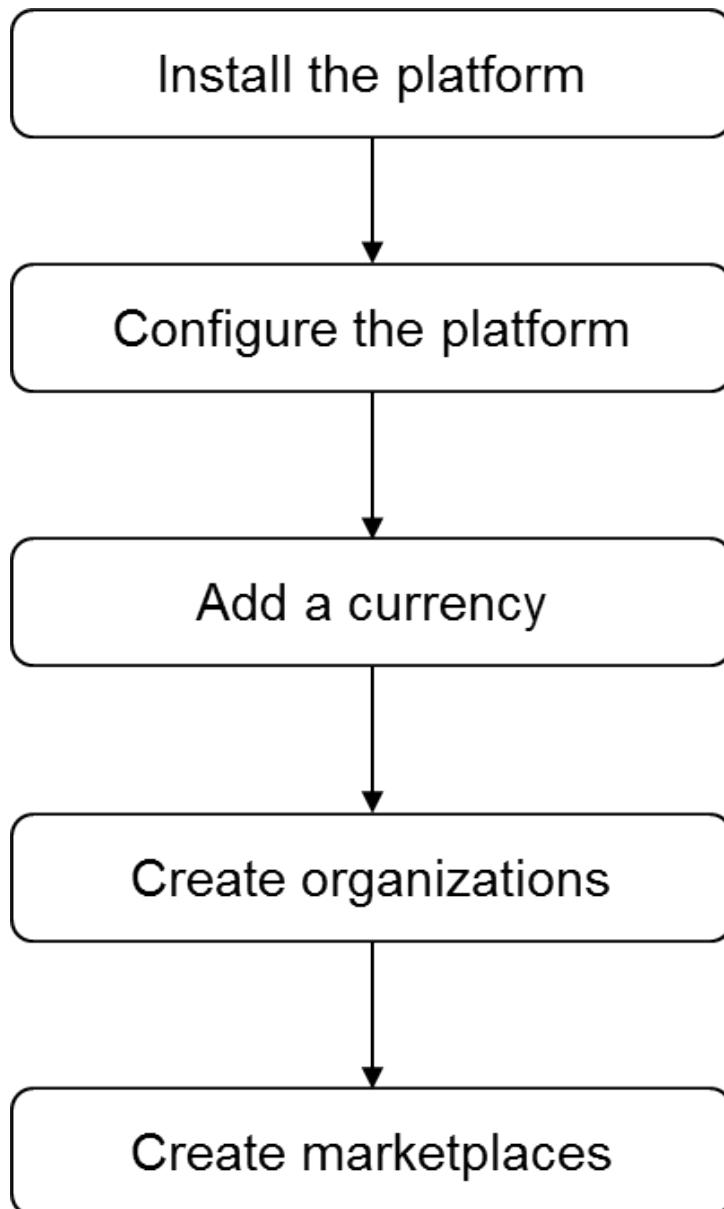 Install the platform
Configure the platform
Add a currency
Create organizations
Create marketplaces